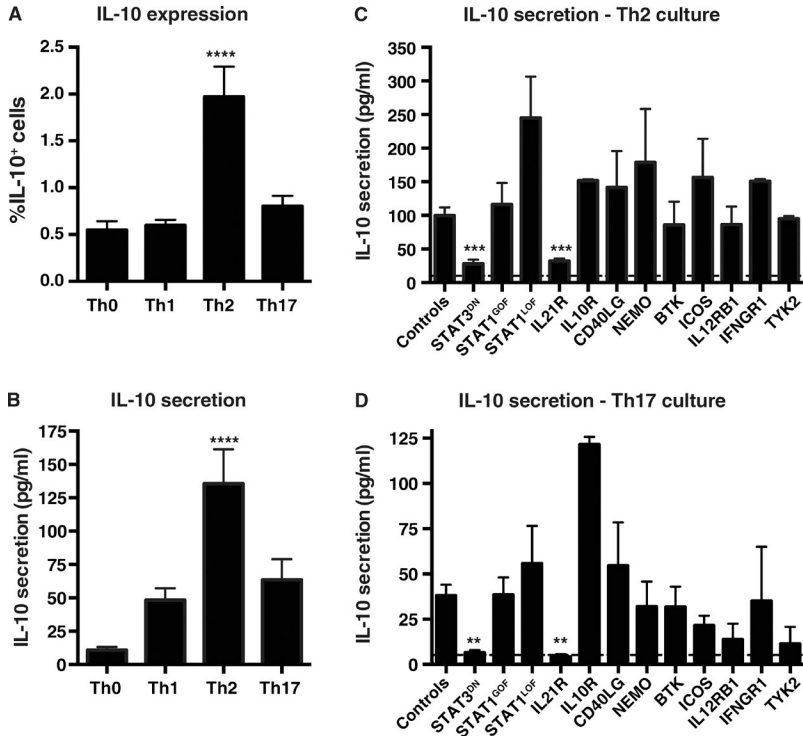 A IL-10 expression
%IL-10⁺ cells
2.5
2.0
1.5
1.0
0.5
0.0
****
Th0 Th1 Th2 Th17
B IL-10 secretion
IL-10 secretion (pg/ml)
175
150
125
100
75
50
25
0
****
Th0 Th1 Th2 Th17
C IL-10 secretion - Th2 culture
IL-10 secretion (pg/ml)
350
300
250
200
150
100
50
0
*** ***
Controls STAT3ᴰᴺ STAT1ᴳᴼᶠ STAT1ᴸᴼᶠ IL21R IL10R CD40LG NEMO BTK ICOS IL12RB1 IFNGR1 TYK2
D IL-10 secretion - Th17 culture
IL-10 secretion (pg/ml)
125
100
75
50
25
0
** **
Controls STAT3ᴰᴺ STAT1ᴳᴼᶠ STAT1ᴸᴼᶠ IL21R IL10R CD40LG NEMO BTK ICOS IL12RB1 IFNGR1 TYK2